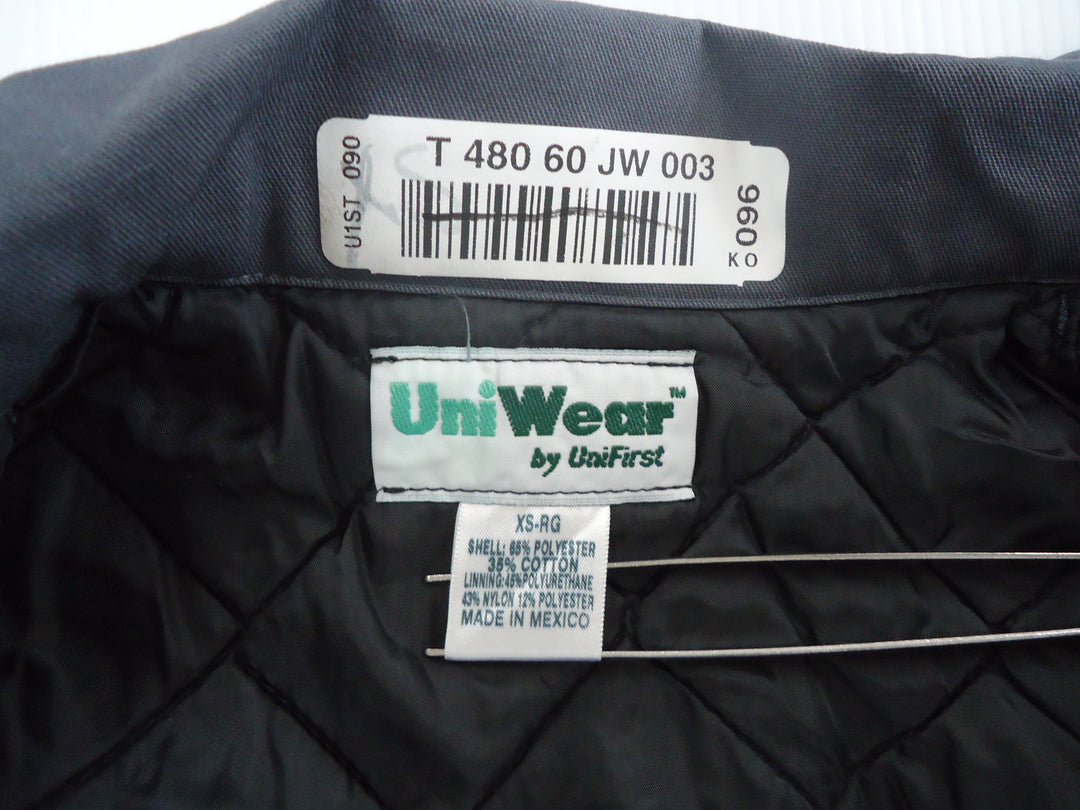 T 480 60 JW 003
U1ST 090
096
KO
UniWear™
by UniFirst
XS-RG
SHELL: 65% POLYESTER
35% COTTON
LINNING:45%POLYURETHANE
43% NYLON 12% POLYESTER
MADE IN MEXICO